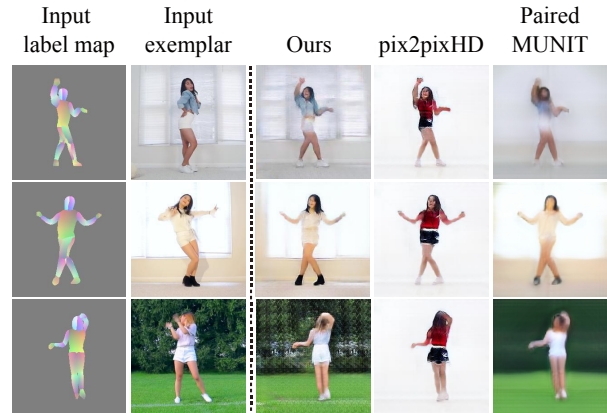 Input
label map
Input
exemplar
Ours
pix2pixHD
Paired
MUNIT